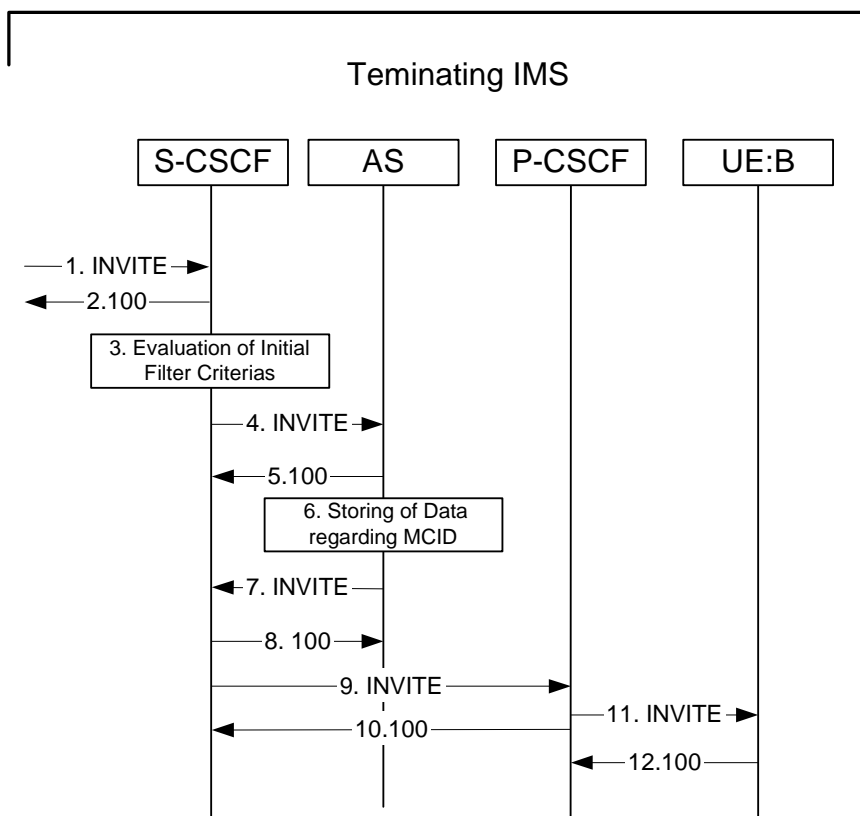 Teminating IMS
S-CSCF
AS
P-CSCF
UE:B
1. INVITE
2.100
3. Evaluation of Initial
Filter Criterias
4. INVITE
5.100
6. Storing of Data
regarding MCID
7. INVITE
8. 100
9. INVITE
11. INVITE
10.100
12.100